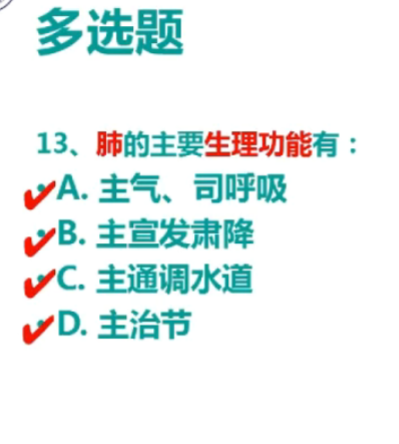 多选题
13、肺的主要生理功能有：
A. 主气、司呼吸
B. 主宣发肃降
C. 主通调水道
D. 主治节